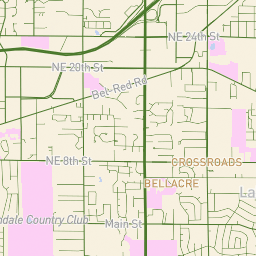 NE 24th St
NE 20th St
Bel-Red Rd
NE 8th St
CROSSROADS
BELLACRE
La
ndale Country Club
Main St